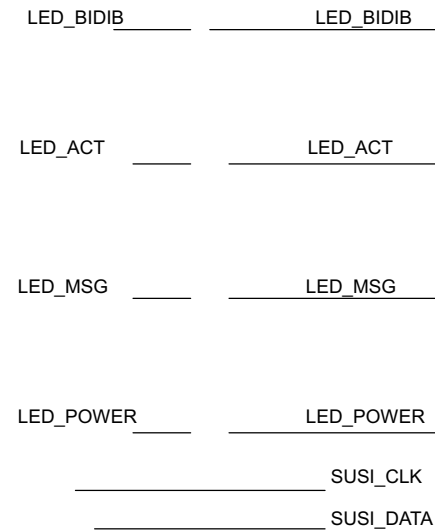 LED_BIDIB LED_BIDIB
LED_ACT LED_ACT
LED_MSG LED_MSG
LED_POWER LED_POWER
SUSI_CLK
SUSI_DATA